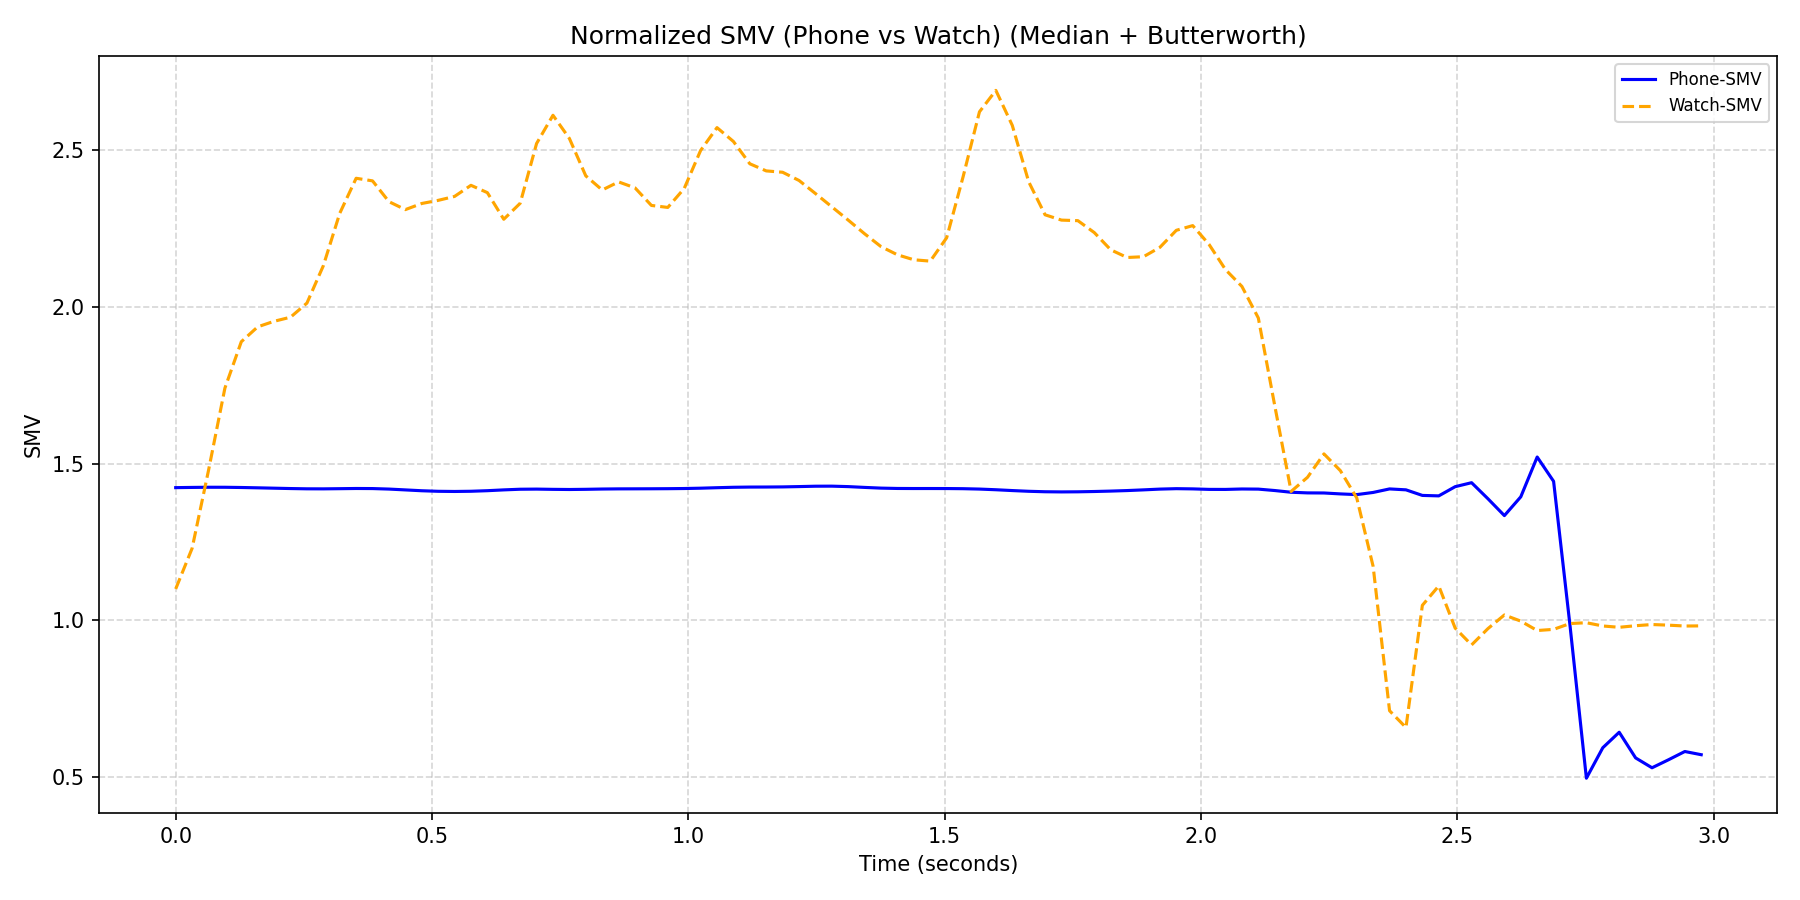 Normalized SMV (Phone vs Watch) (Median + Butterworth)
Phone-SMV
Watch-SMV
SMV
2.5
2.0
1.5
1.0
0.5
0.0 0.5 1.0 1.5 2.0 2.5 3.0
Time (seconds)